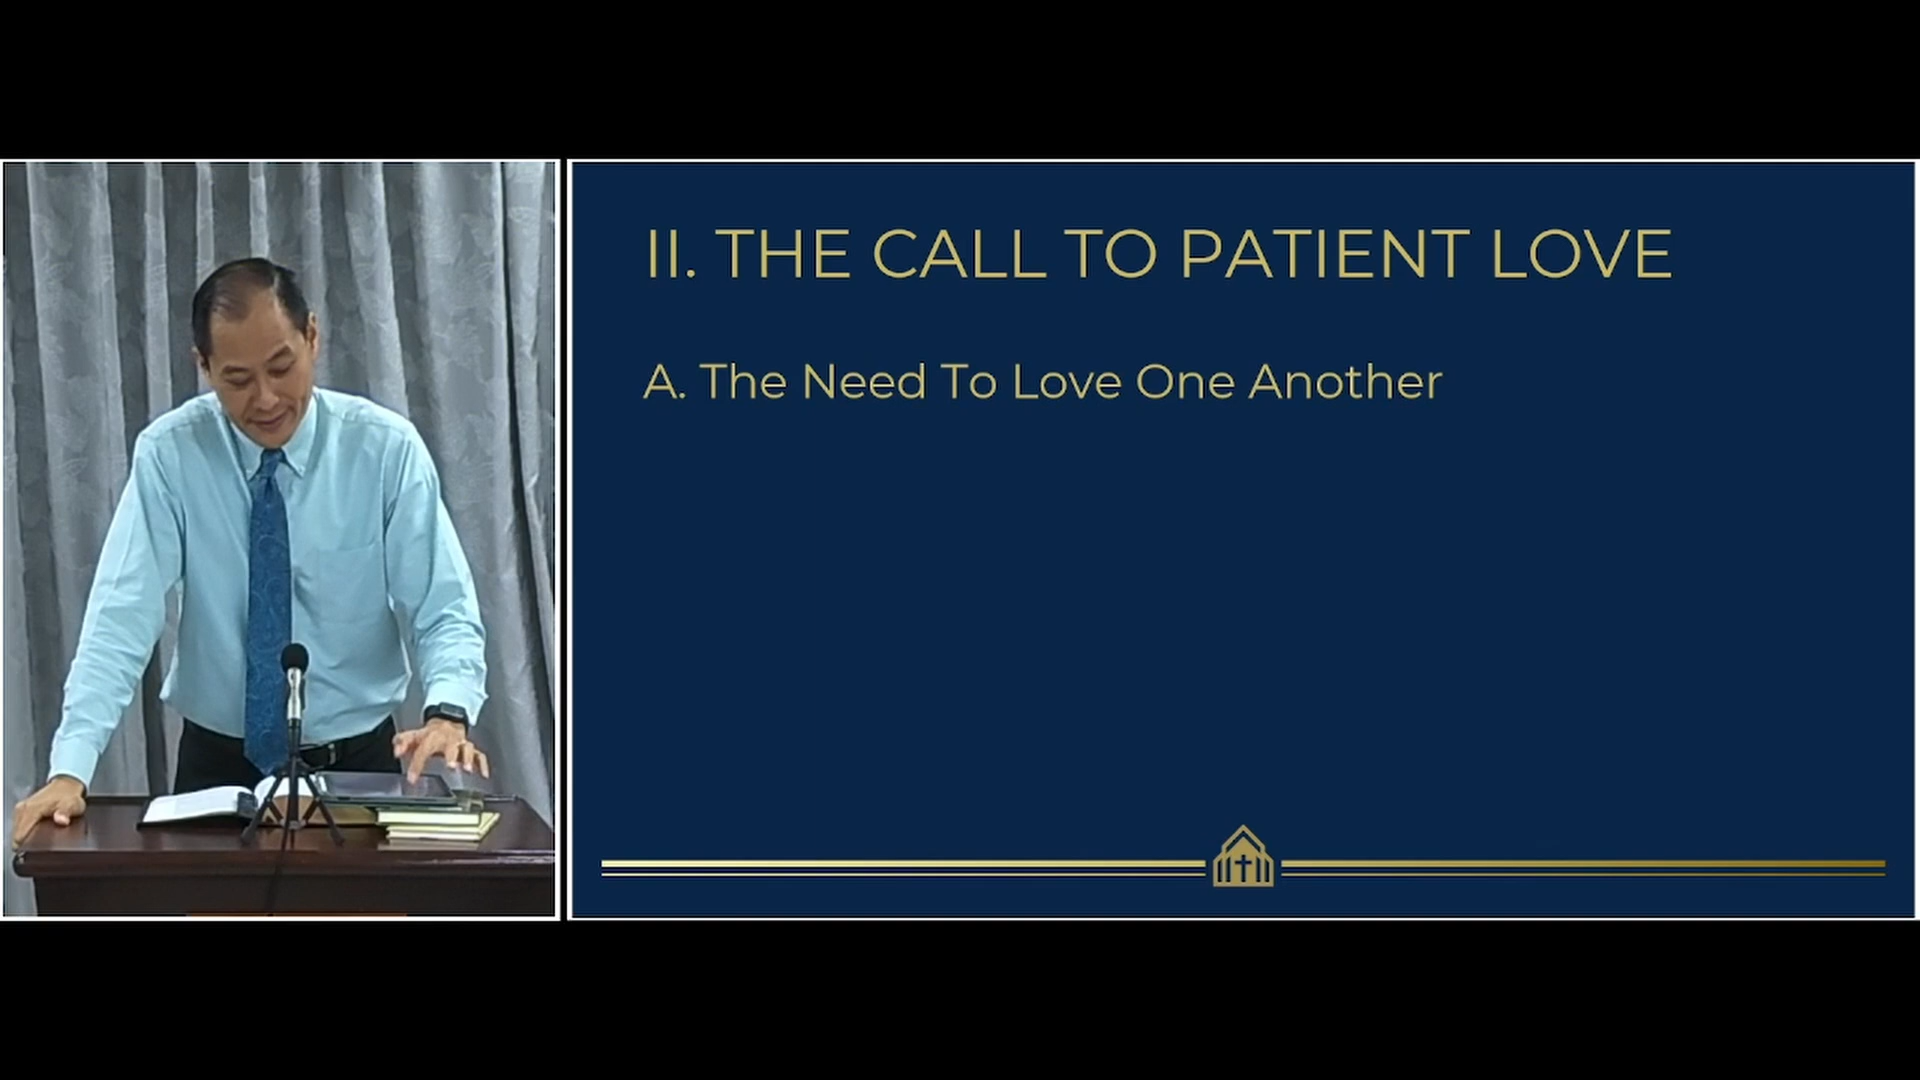 II. THE CALL TO PATIENT LOVE
A. The Need To Love One Another